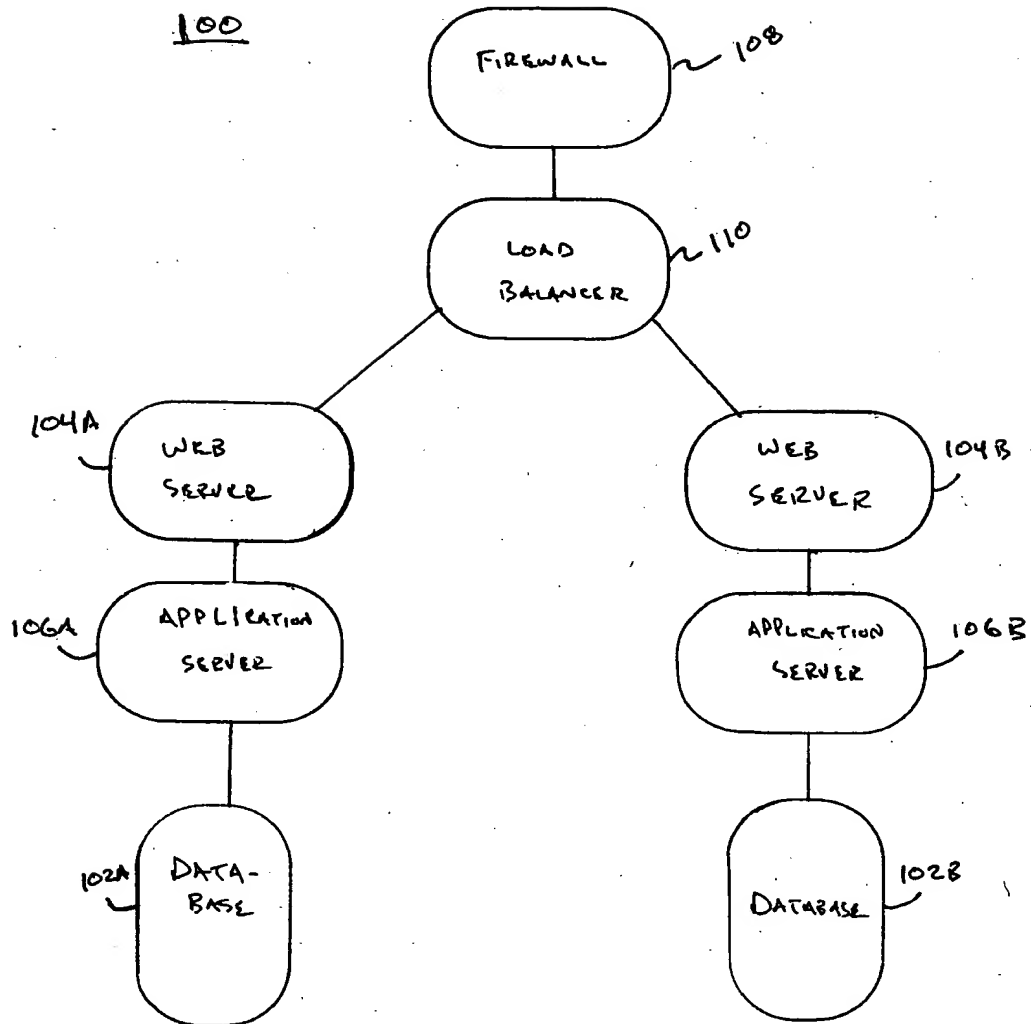 100
FIREWALL
108
LOAD
BALANCER
110
104A
WEB
SERVER
WEB
SERVER
104B
106A
APPLICATION
SERVER
APPLICATION
SERVER
106B
102A
DATA-
BASE
DATABASE
102B